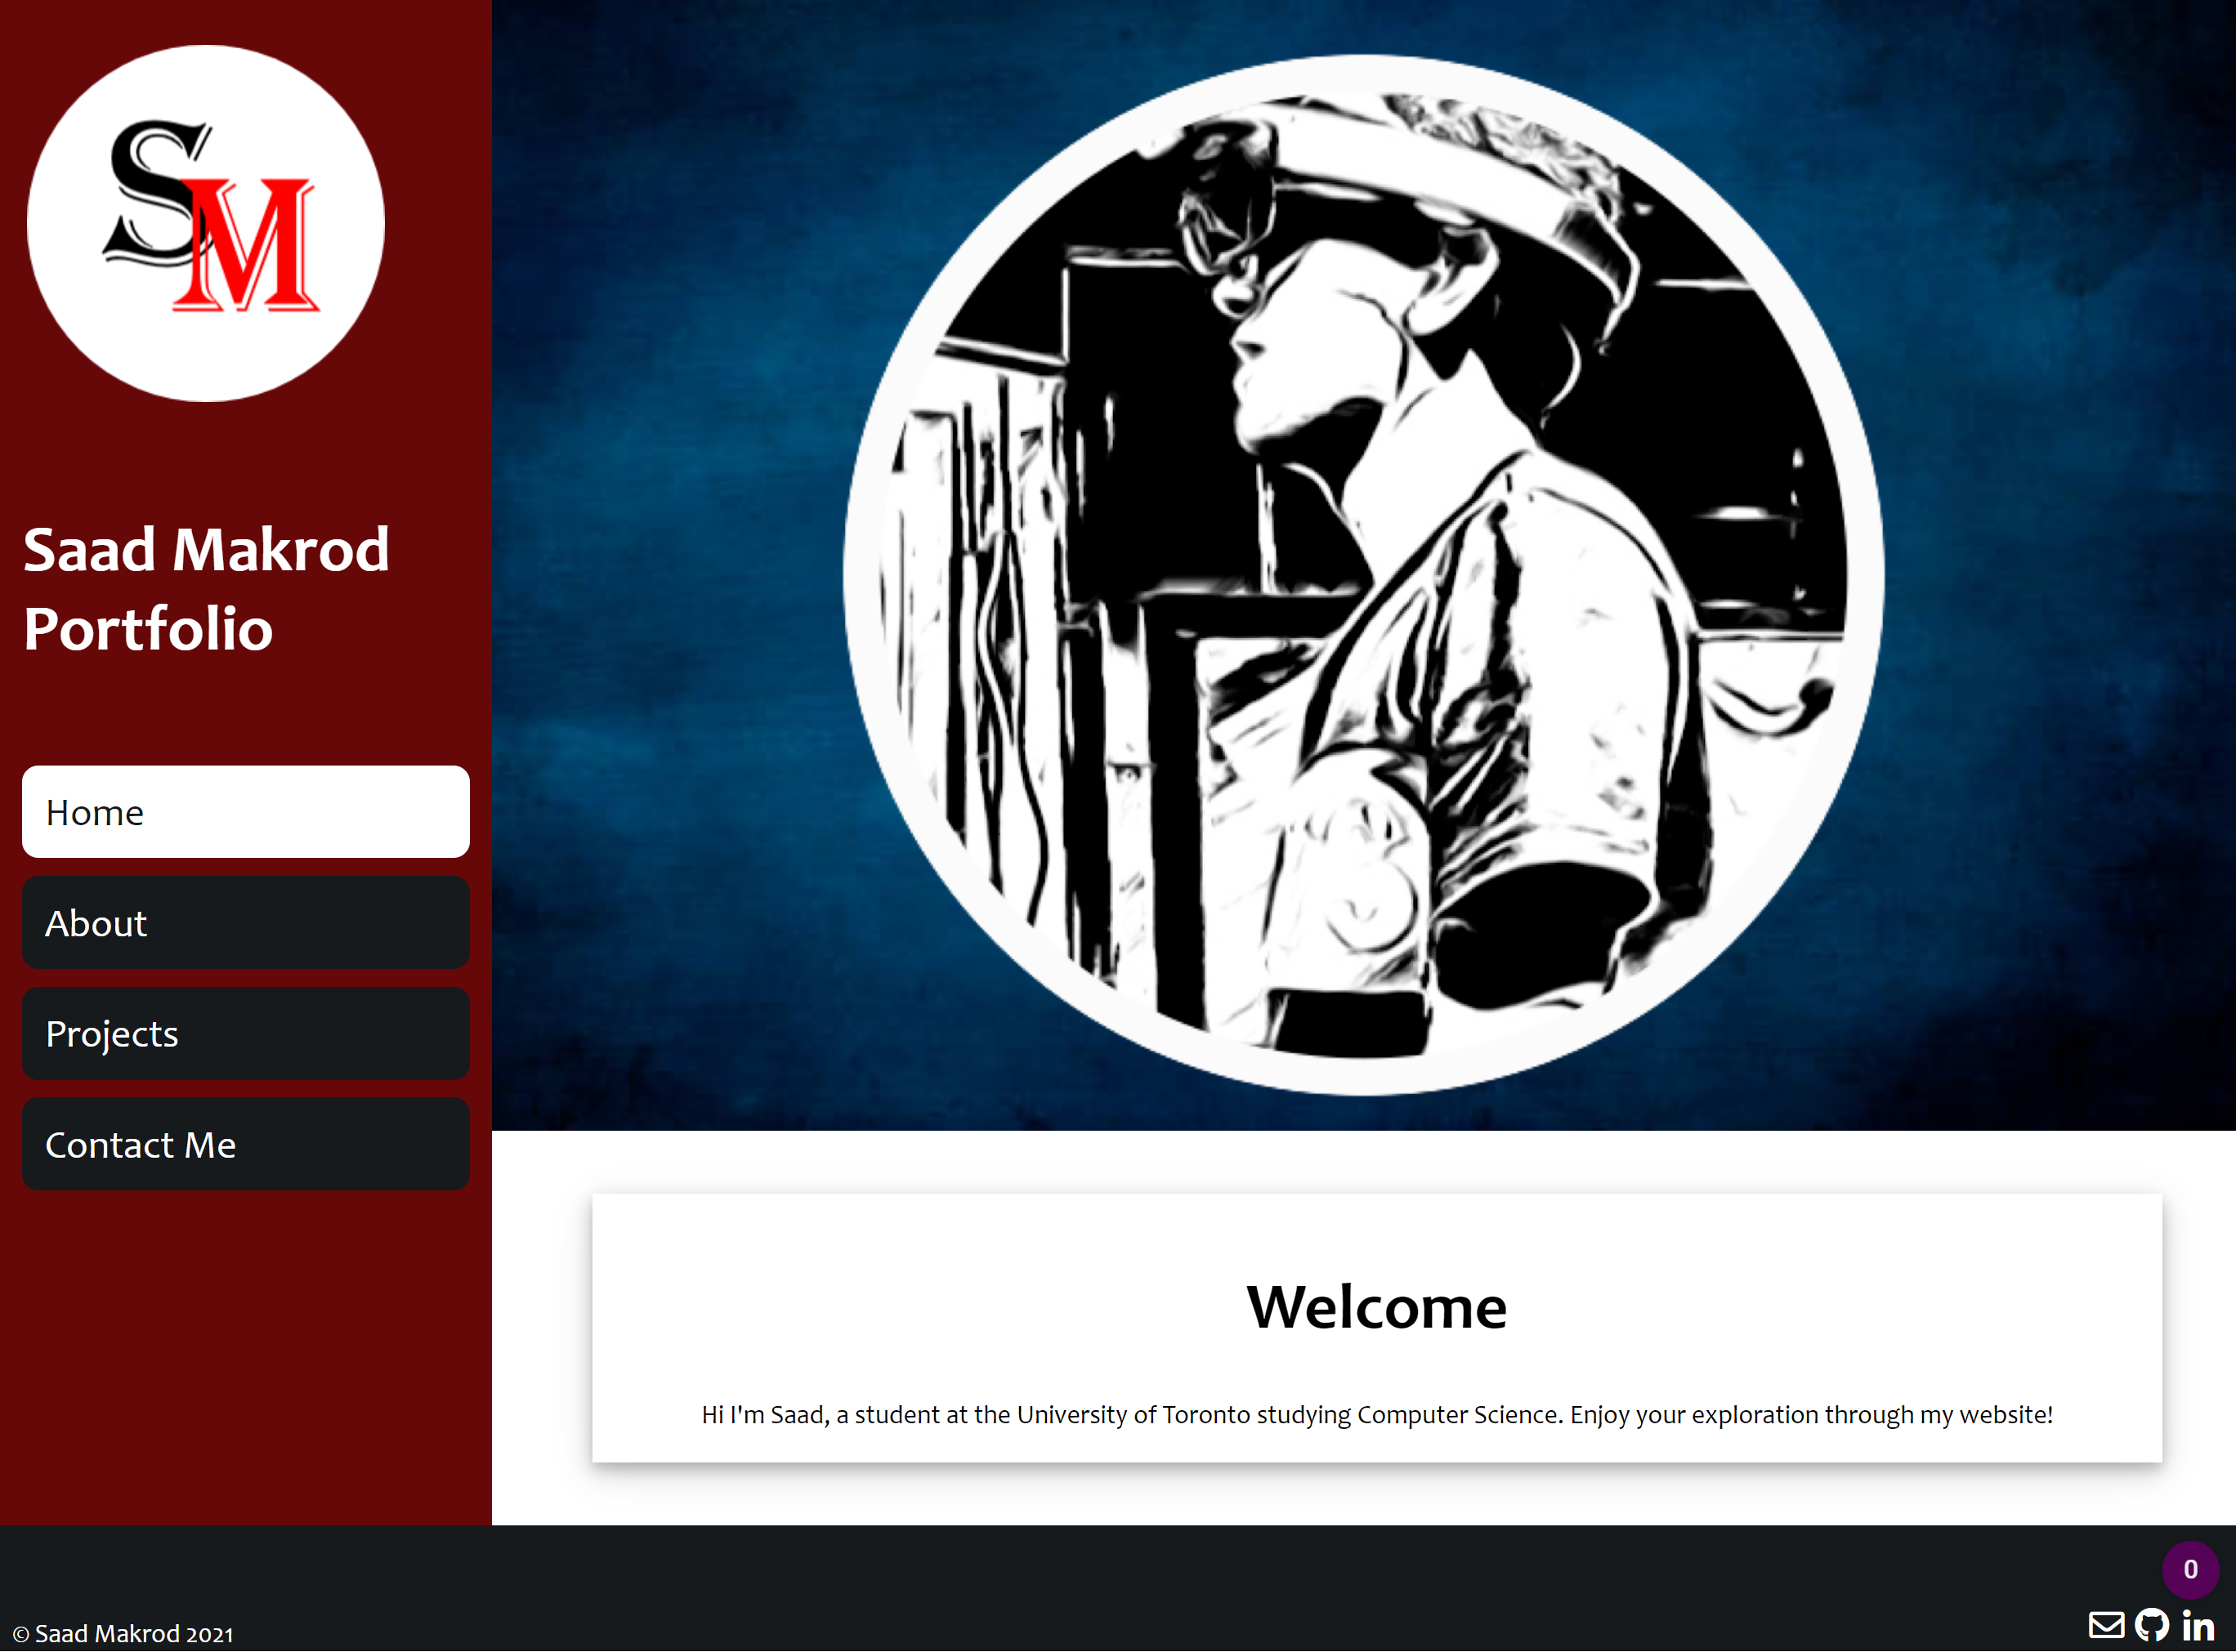 SM
Saad Makrod
Portfolio
Home
About
Projects
Contact Me
Welcome
Hi I'm Saad, a student at the University of Toronto studying Computer Science. Enjoy your exploration through my website!
0
© Saad Makrod 2021
in